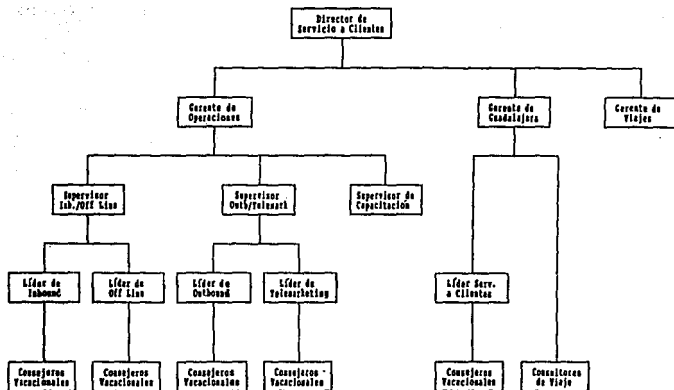 Director de
Servicio a Clientes
Gerente de
Operaciones
Gerente de
Guadalajara
Gerente de
Viajes
Supervisor
Inb./Off Line
Supervisor
Outb/Telemark
Supervisor de
Capacitación
Líder de
Inbound
Líder de
Off Line
Líder de
Outbound
Líder de
Telemarketing
Líder Serv.
a Clientes
Consejeros
Vacacionales
Consejeros
Vacacionales
Consejeros
Vacacionales
Consejeros -
Vacacionales
Consejeros
Vacacionales
Consultores
de Viaje